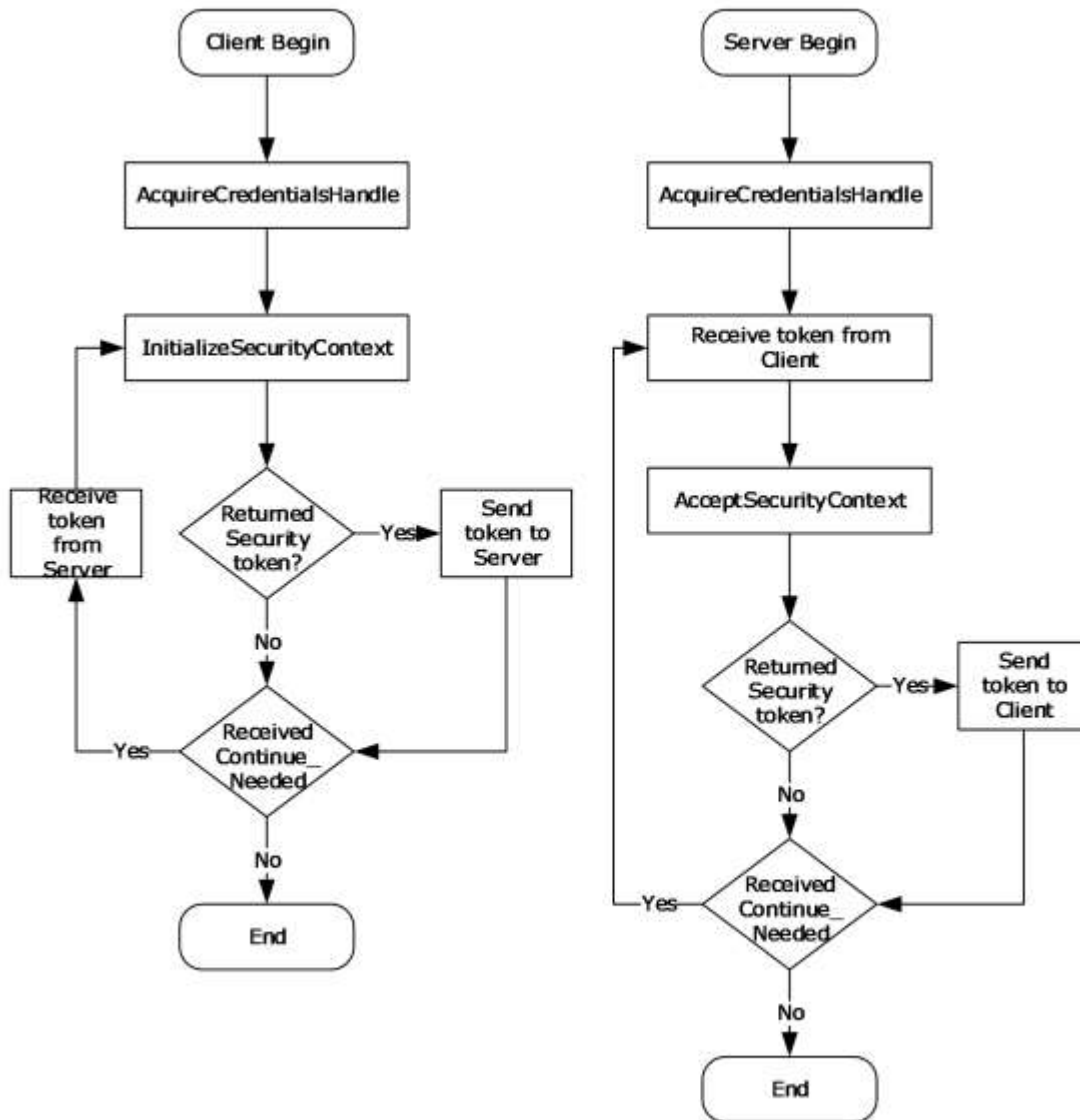 Client Begin
AcquireCredentialsHandle
InitializeSecurityContext
Receive
token
from
Server
Returned
Security
token?
Yes
Send
token to
Server
No
Received
Continue_
Needed
Yes
No
End
Server Begin
AcquireCredentialsHandle
Receive token from
Client
AcceptSecurityContext
Returned
Security
token?
Yes
Send
token to
Client
No
Received
Continue_
Needed
Yes
No
End